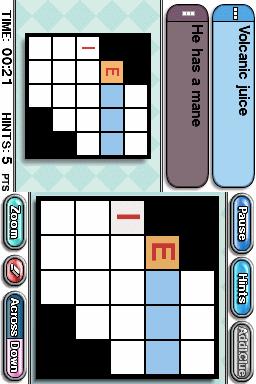 Volcanic juice
He has a mane
I
E
TIME: 00:21 HINTS: 5 PTS
Pause
Hints
Add Clue
I
E
Zoom
Across Down